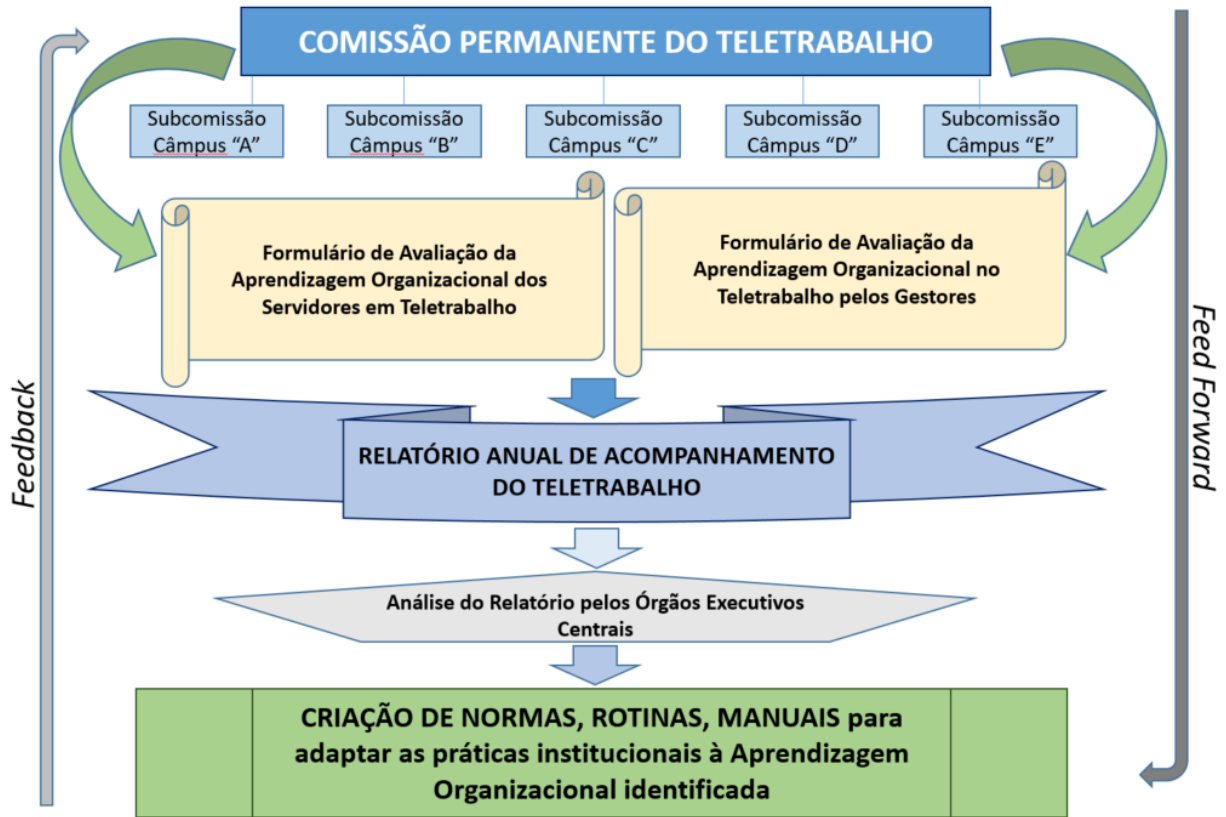 COMISSÃO PERMANENTE DO TELETRABALHO
Subcomissão
Câmpus “A”
Subcomissão
Câmpus “B”
Subcomissão
Câmpus “C”
Subcomissão
Câmpus “D”
Subcomissão
Câmpus “E”
Formulário de Avaliação da
Aprendizagem Organizacional dos
Servidores em Teletrabalho
Formulário de Avaliação da
Aprendizagem Organizacional no
Teletrabalho pelos Gestores
Feedback
Feed Forward
RELATÓRIO ANUAL DE ACOMPANHAMENTO
DO TELETRABALHO
Análise do Relatório pelos Órgãos Executivos
Centrais
CRIAÇÃO DE NORMAS, ROTINAS, MANUAIS para
adaptar as práticas institucionais à Aprendizagem
Organizacional identificada